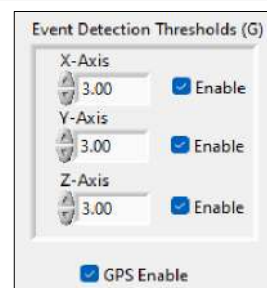 Event Detection Thresholds (G)
X-Axis
3.00 Enable
Y-Axis
3.00 Enable
Z-Axis
3.00 Enable
GPS Enable